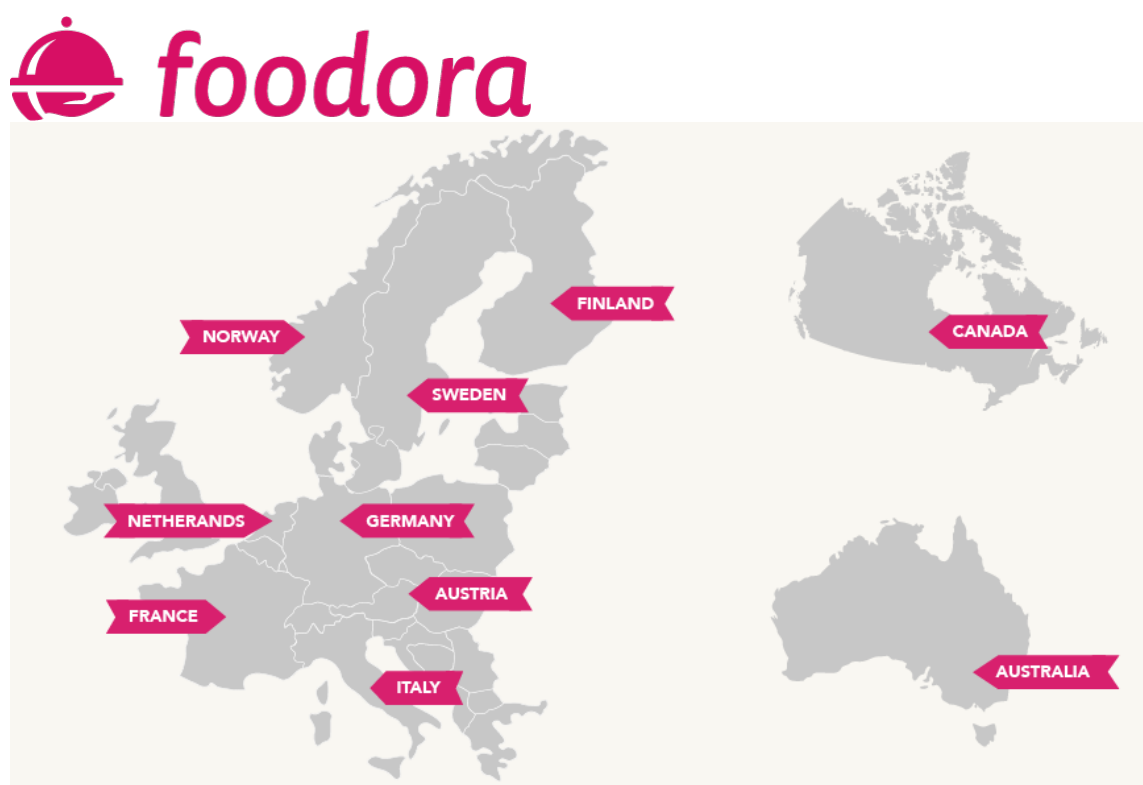 foodora
FINLAND
NORWAY
CANADA
SWEDEN
NETHERANDS
GERMANY
AUSTRIA
FRANCE
AUSTRALIA
ITALY